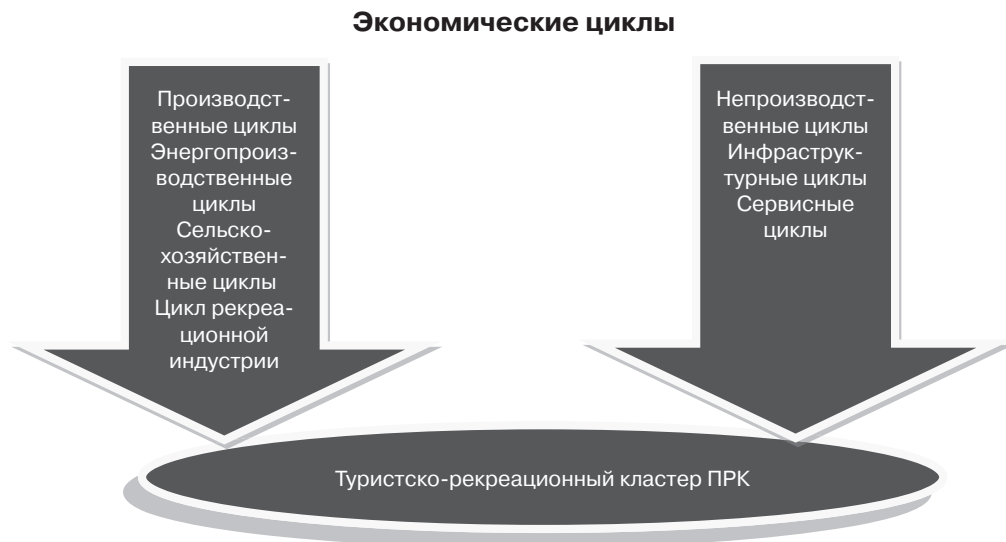 Экономические циклы
Производст-
венные циклы
Энергопроиз-
водственные
циклы
Сельско-
хозяйствен-
ные циклы
Цикл рекреа-
ционной
индустрии
Непроизводст-
венные циклы
Инфраструк-
турные циклы
Сервисные
циклы
Туристско-рекреационный кластер ПРК